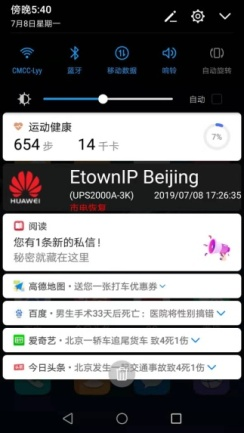 傍晚5:40
7月8日星期一
CMCC-Lyy
蓝牙
移动数据
响铃
自动旋转
自动
运动健康
654 步 14 千卡
7%
EtownIP Beijing
HUAWEI
(UPS2000A-3K) 2019/07/08 17:26:35
市电恢复
阅读
您有1条新的私信！
秘密就藏在这里
高德地图·送您一张打车优惠券
百度·男生手术33天后死亡：医院将性别搞错
爱奇艺·北京一轿车追尾货车 致4死1伤
今日头条·北京发生一起交通事故致4死1伤